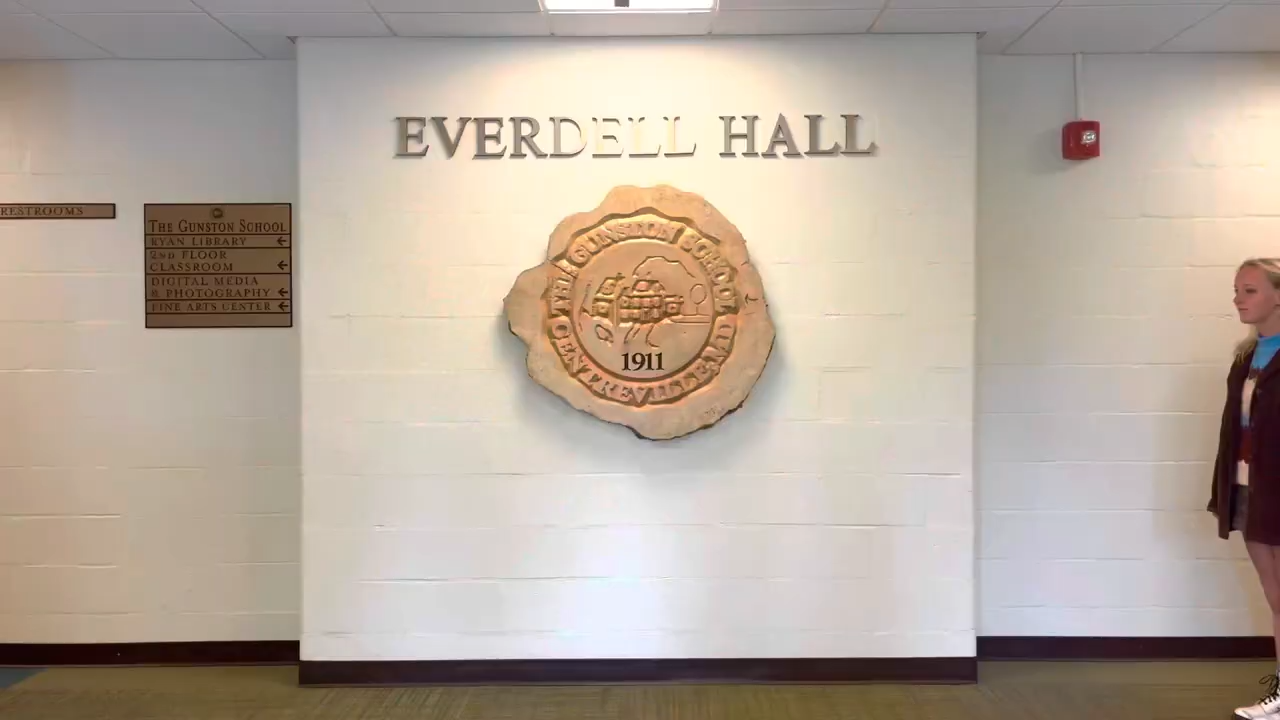 EVERDELL HALL
RESTROOMS
THE GUNSTON SCHOOL
RYAN LIBRARY
2ND FLOOR
CLASSROOM
DIGITAL MEDIA
& PHOTOGRAPHY
FINE ARTS CENTER
THE GUNSTON SCHOOL
1911
CENTREVILLE MD